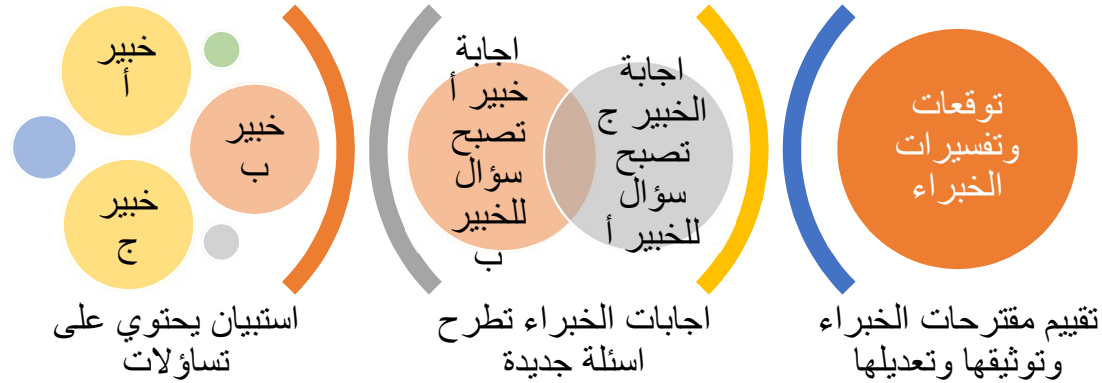 خبير
أ
خبير
ب
خبير
ج
استبيان يحتوي على
تساؤلات
اجابة
خبير أ
تصبح
سؤال
للخبير
ب
اجابة
الخبير ج
تصبح
سؤال
للخبير أ
اجابات الخبراء تطرح
اسئلة جديدة
توقعات
وتفسيرات
الخبراء
تقييم مقترحات الخبراء
وتوثيقها وتعديلها